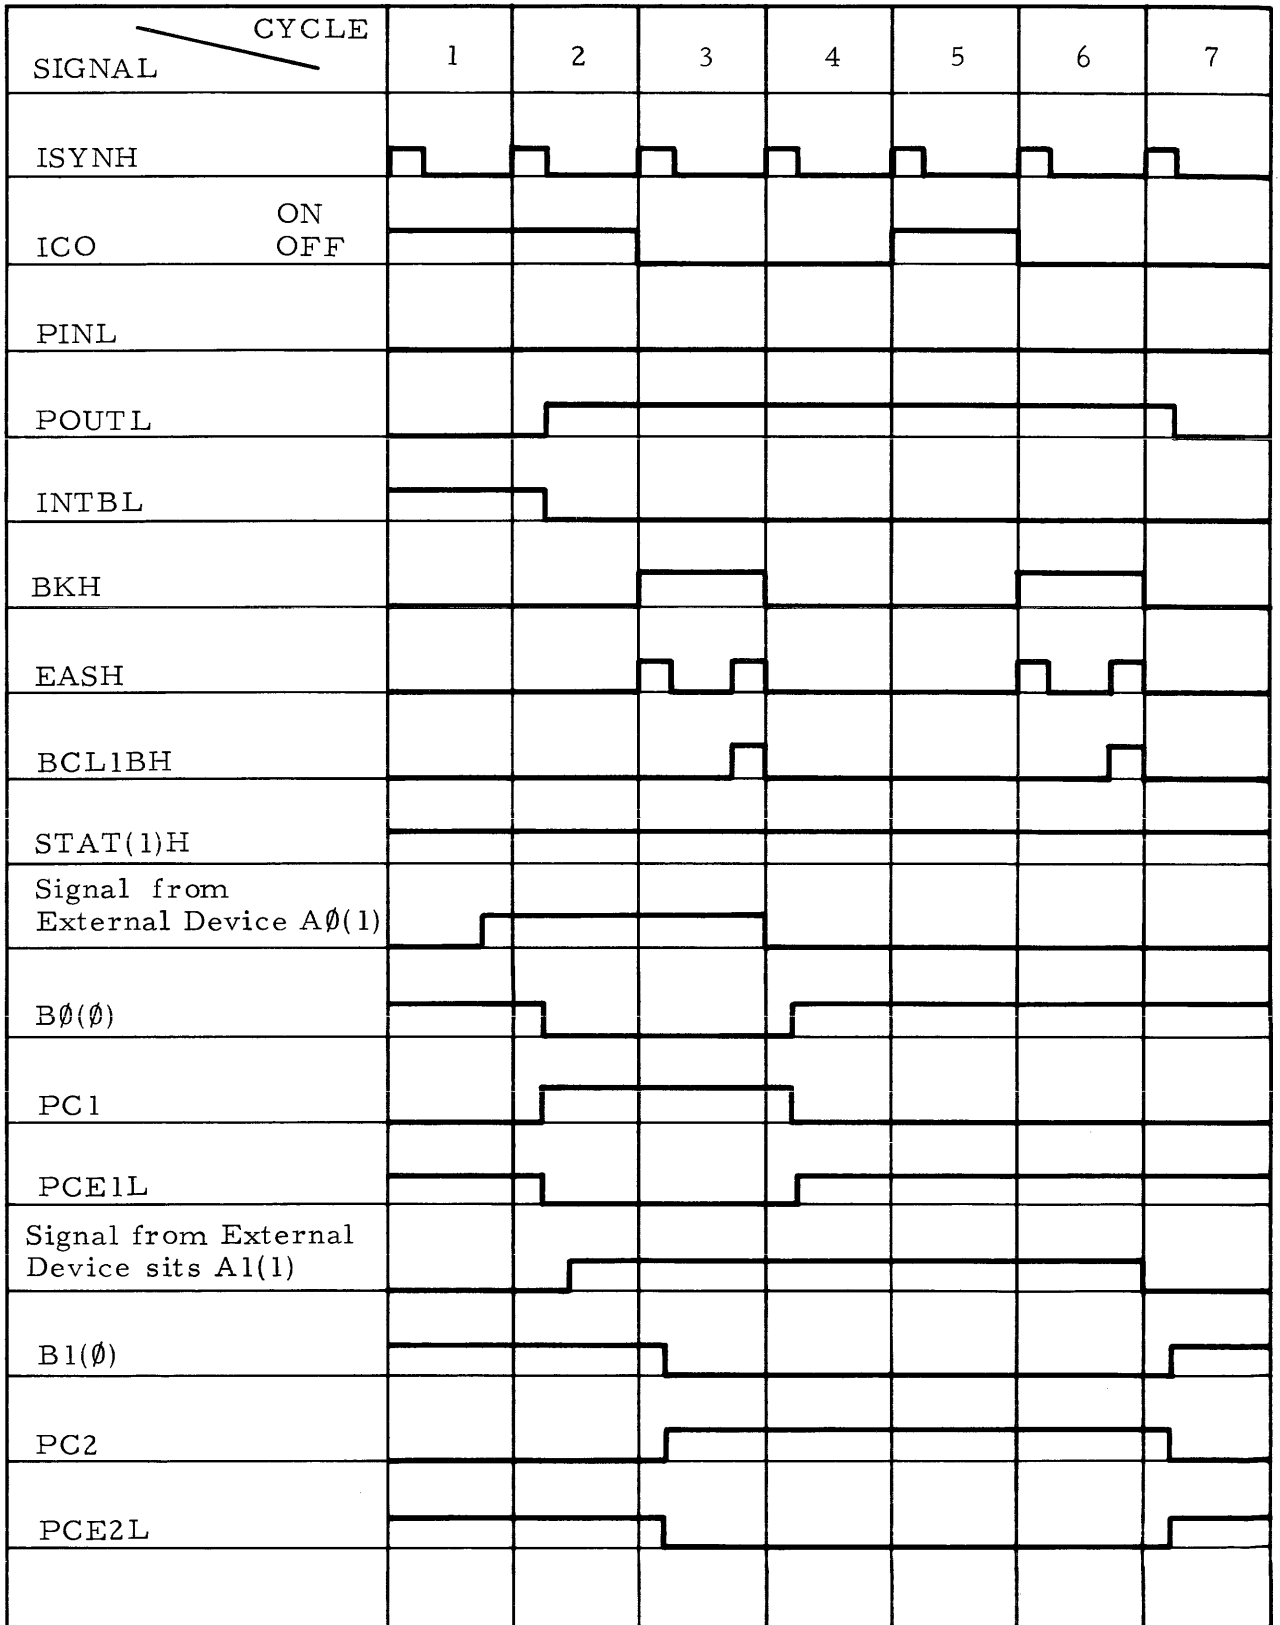 CYCLE
SIGNAL 1 2 3 4 5 6 7
ISYNH
ON
ICO OFF
PINL
POUTL
INTBL
BKH
EASH
BCL1BH
STAT(1)H
Signal from
External Device AØ(1)
BØ(Ø)
PC1
PCE1L
Signal from External
Device sits A1(1)
B1(Ø)
PC2
PCE2L